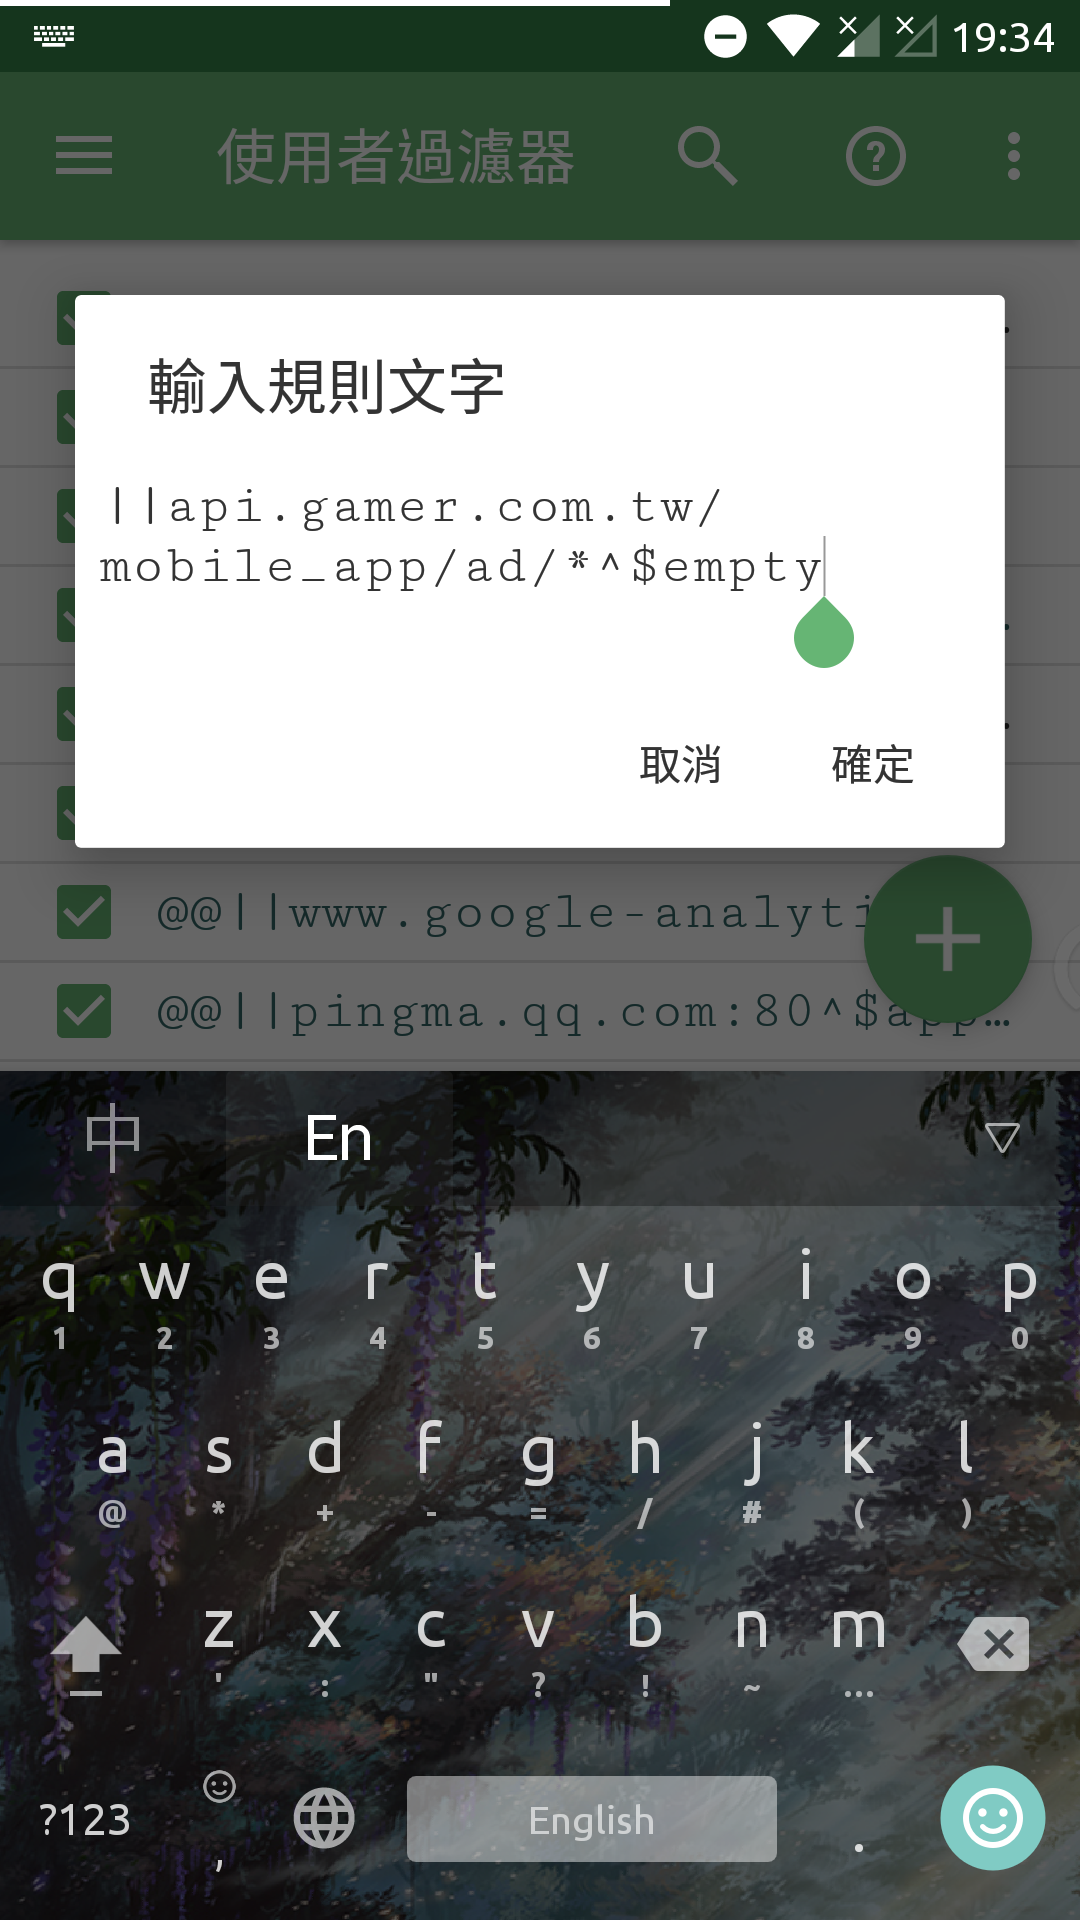 19:34
使用者過濾器
輸入規則文字
||api.gamer.com.tw/
mobile_app/ad/*^$empty
取消 確定
@@||www.google-analyti
@@||pingma.qq.com:80^$app…
中 En
q w e r t y u i o p
1 2 3 4 5 6 7 8 9 0
a s d f g h j k l
@ * + - = / # ( )
z x c v b n m
' : " ? ! ~ …
?123 , English .